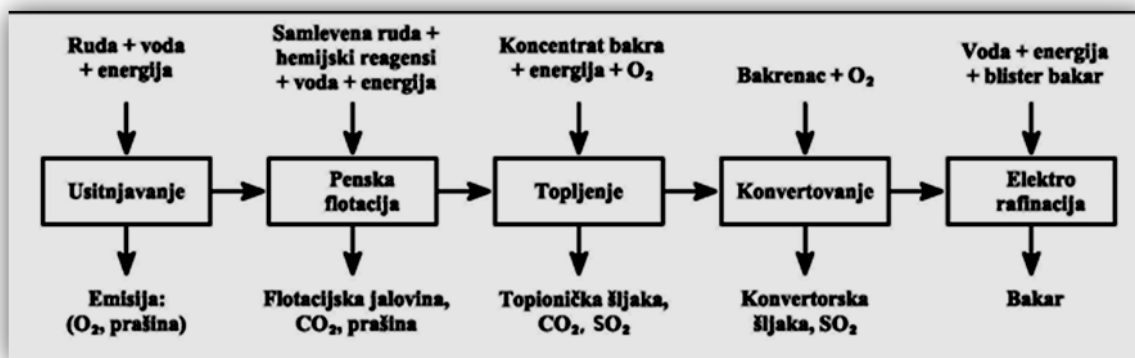 Ruda + voda
+ energija
Samlevena ruda +
hemijski reagensi
+ voda + energija
Koncentrat bakra
+ energija + O₂
Bakrenac + O₂
Voda + energija
+ blister bakar
Usitnjavanje
Penska
flotacija
Topljenje
Konvertovanje
Elektro
rafinacija
Emisija:
(O₂, prašina)
Flotacijska jalovina,
CO₂, prašina
Topionička šljaka,
CO₂, SO₂
Konvertorska
šljaka, SO₂
Bakar